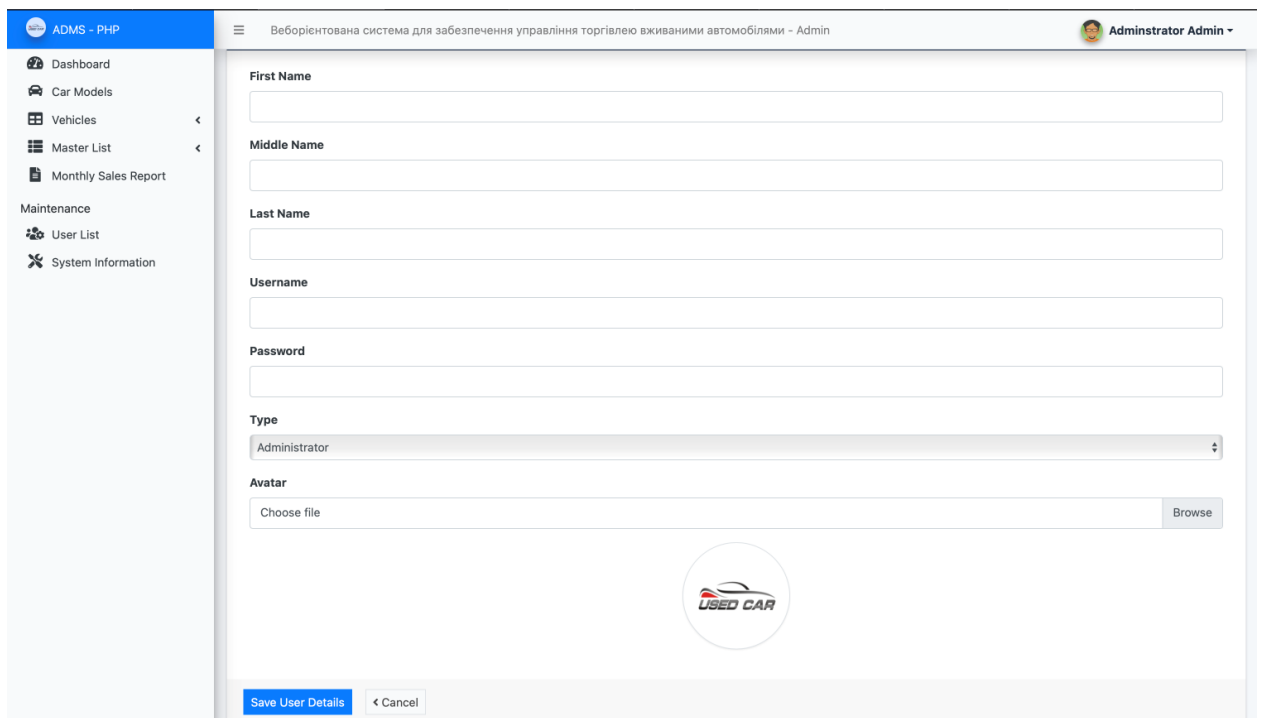 ADMS - PHP
Веборієнтована система для забезпечення управління торгівлею вживаними автомобілями - Admin
Adminstrator Admin
Dashboard
Car Models
Vehicles
Master List
Monthly Sales Report
Maintenance
User List
System Information
First Name
Middle Name
Last Name
Username
Password
Type
Administrator
Avatar
Choose file
Browse
USED CAR
Save User Details
Cancel